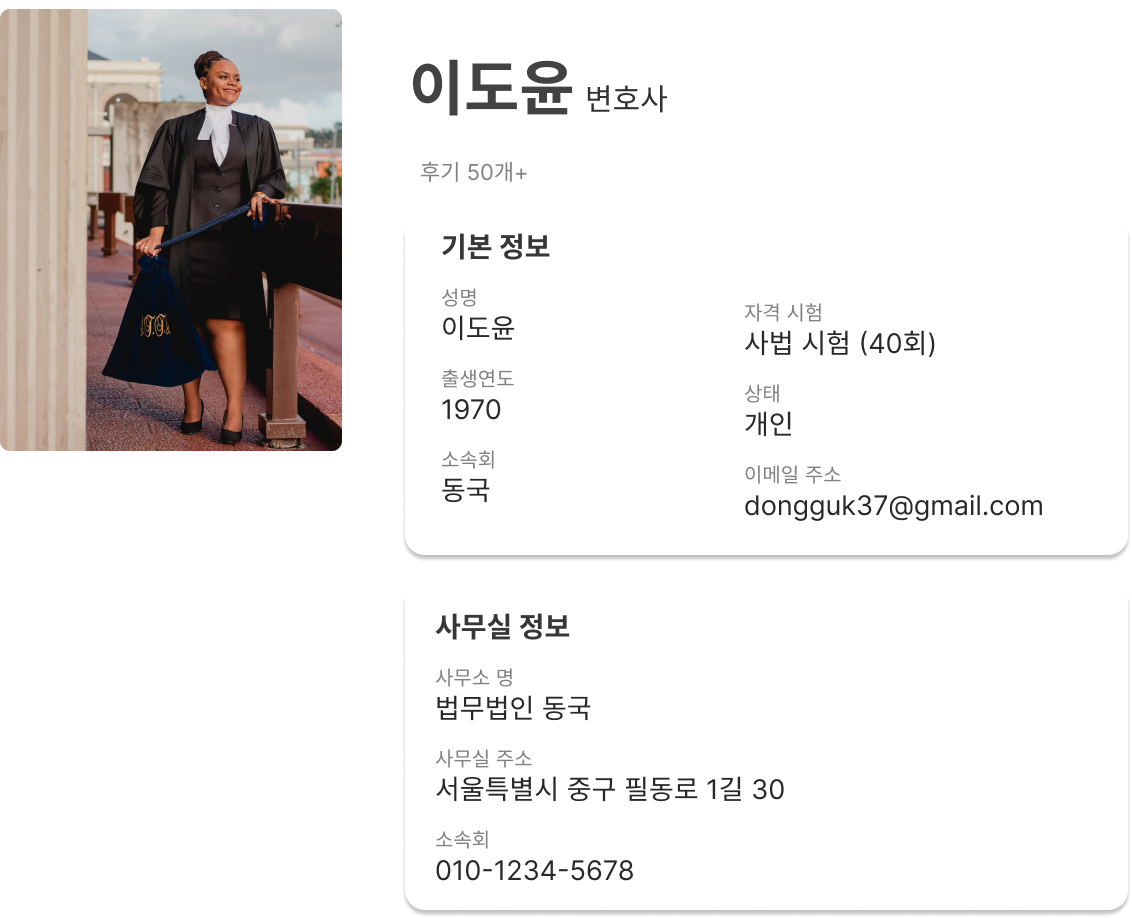 이도윤 변호사
후기 50개+
기본 정보
성명
이도윤
출생연도
1970
소속회
동국
자격 시험
사법 시험 (40회)
상태
개인
이메일 주소
dongguk37@gmail.com
사무실 정보
사무소 명
법무법인 동국
사무실 주소
서울특별시 중구 필동로 1길 30
소속회
010-1234-5678